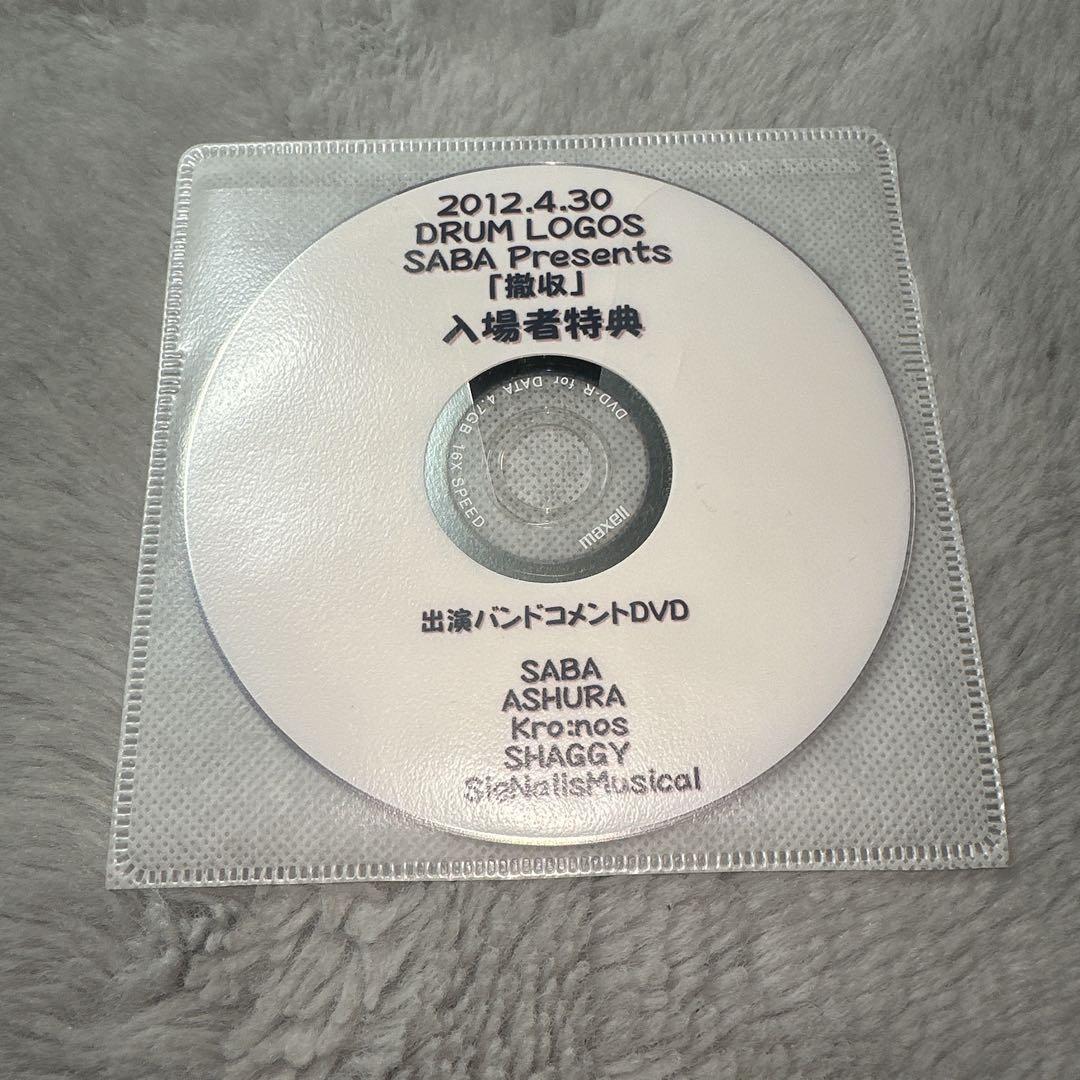 2012.4.30
DRUM LOGOS
SABA Presents
「撤収」
入場者特典
DVD-R for DATA 4.7GB 16X SPEED
maxell
出演バンドコメントDVD
SABA
ASHURA
Kro:nos
SHAGGY
SigNailsMusical